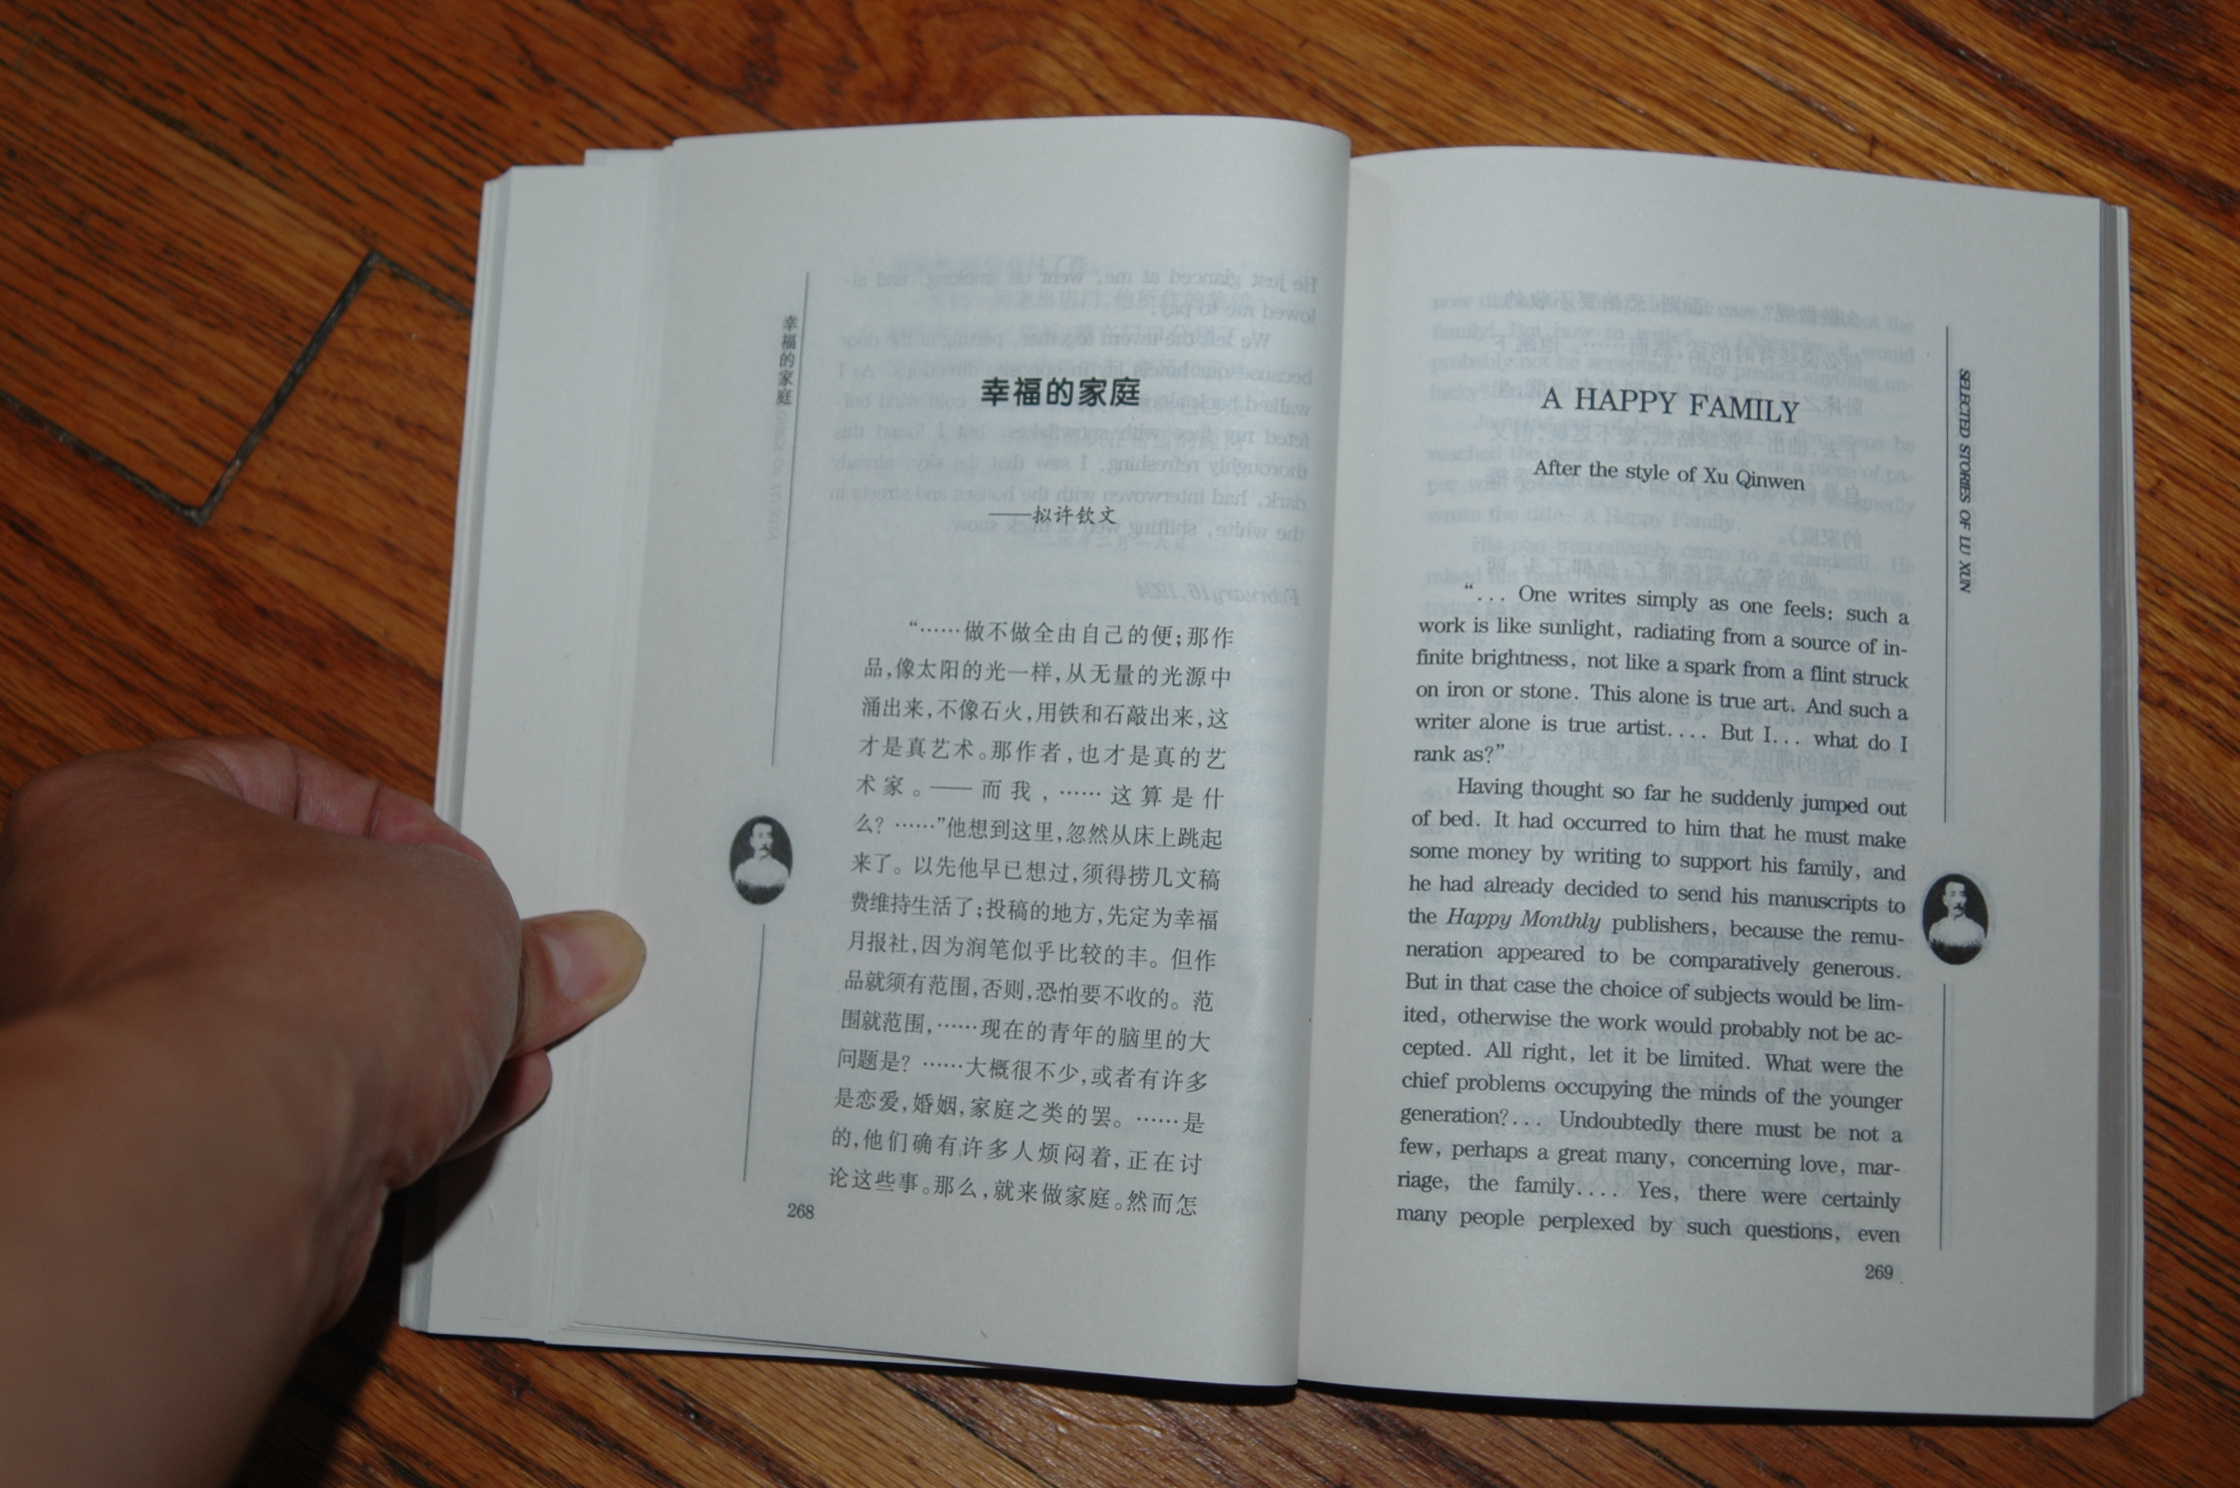 幸福的家庭
幸福的家庭
——拟许钦文
“……做不做全由自己的便；那作
品，像太阳的光一样，从无量的光源中
涌出来，不像石火，用铁和石敲出来，这
才是真艺术。那作者，也才是真的艺
术家。——而我，……这算是什
么？……”他想到这里，忽然从床上跳起
来了。以先他早已想过，须得捞几文稿
费维持生活了；投稿的地方，先定为幸福
月报社，因为润笔似乎比较的丰。但作
品就须有范围，否则，恐怕要不收的。范
围就范围，……现在的青年的脑里的大
问题是？……大概很不少，或者有许多
是恋爱，婚姻，家庭之类的罢。……是
的，他们确有许多人烦闷着，正在讨
论这些事。那么，就来做家庭。然而怎
268
A HAPPY FAMILY
After the style of Xu Qinwen
“... One writes simply as one feels: such a
work is like sunlight, radiating from a source of in-
finite brightness, not like a spark from a flint struck
on iron or stone. This alone is true art. And such a
writer alone is true artist.... But I... what do I
rank as?”
Having thought so far he suddenly jumped out
of bed. It had occurred to him that he must make
some money by writing to support his family, and
he had already decided to send his manuscripts to
the Happy Monthly publishers, because the remu-
neration appeared to be comparatively generous.
But in that case the choice of subjects would be lim-
ited, otherwise the work would probably not be ac-
cepted. All right, let it be limited. What were the
chief problems occupying the minds of the younger
generation?... Undoubtedly there must be not a
few, perhaps a great many, concerning love, mar-
riage, the family.... Yes, there were certainly
many people perplexed by such questions, even
269
SELECTED STORIES OF LU XUN